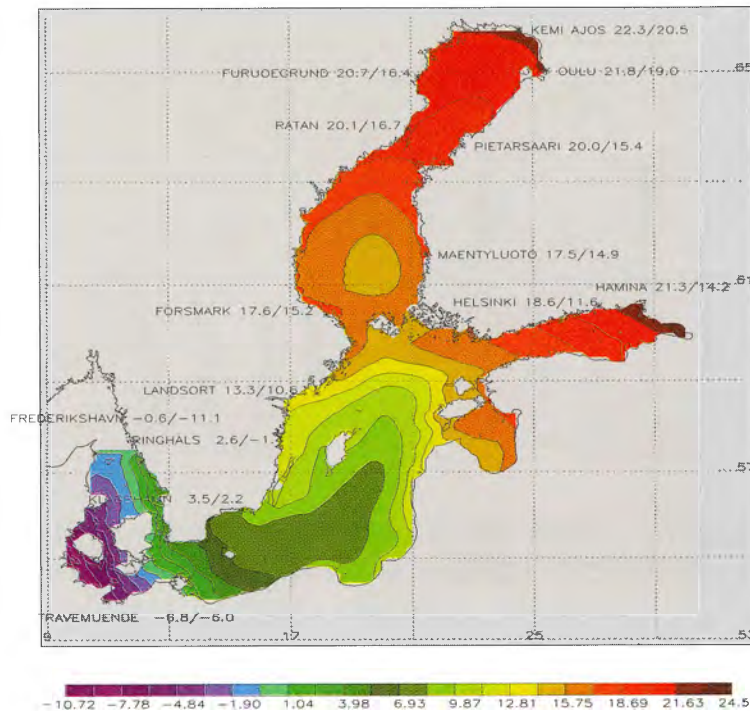 KEMI AJOS 22.3/20.5
FURUOEGRUND 20.7/16.4
OULU 21.8/19.0
65
RATAN 20.1/16.7
PIETARSAARI 20.0/15.4
MAENTYLUOTO 17.5/14.9
61
HAMINA 21.3/14.2
HELSINKI 18.6/11.6
FORSMARK 17.6/15.2
LANDSORT 13.3/10.6
FREDERIKSHAVN -0.6/-11.1
RINGHALS 2.6/-1.
57
3.5/2.2
TRAVEMUENDE -6.8/-6.0
9
17
25
53
-10.72 -7.78 -4.84 -1.90 1.04 3.98 6.93 9.87 12.81 15.75 18.69 21.63 24.5